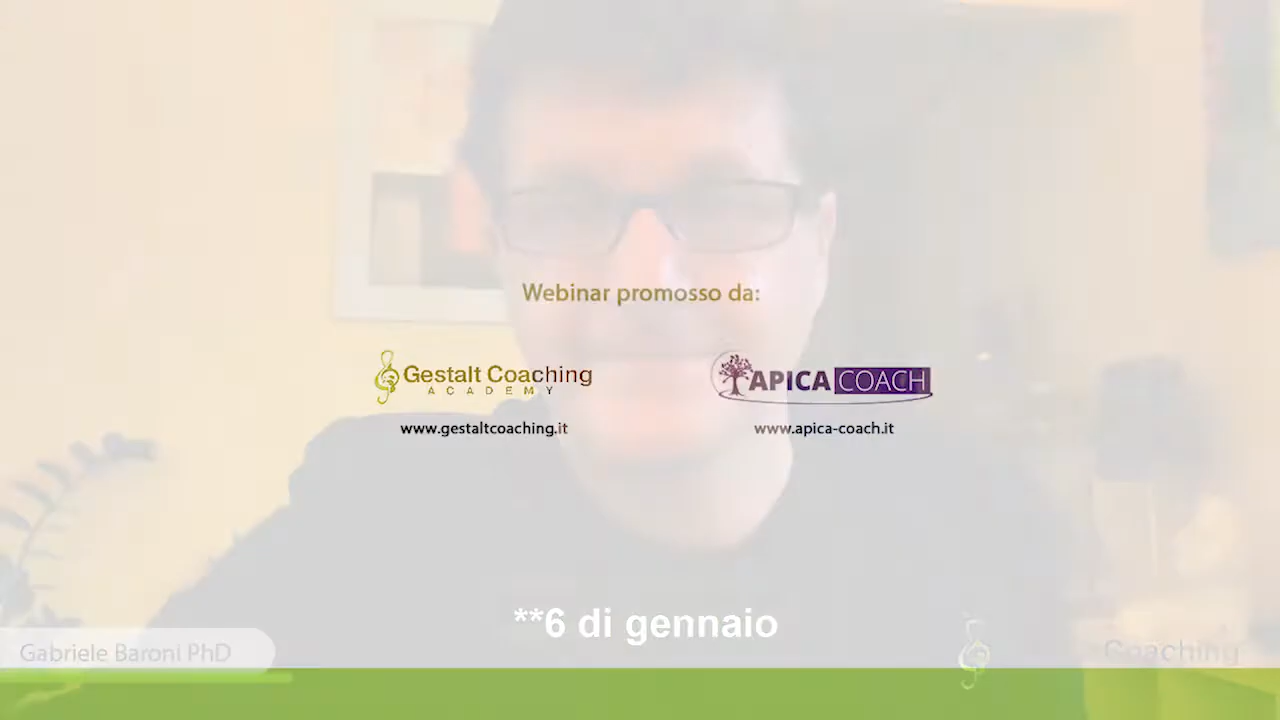 Webinar promosso da:
Gestalt Coaching
ACADEMY
APICA COACH
www.gestaltcoaching.it
www.apica-coach.it
**6 di gennaio
Gabriele Baroni PhD
Coaching